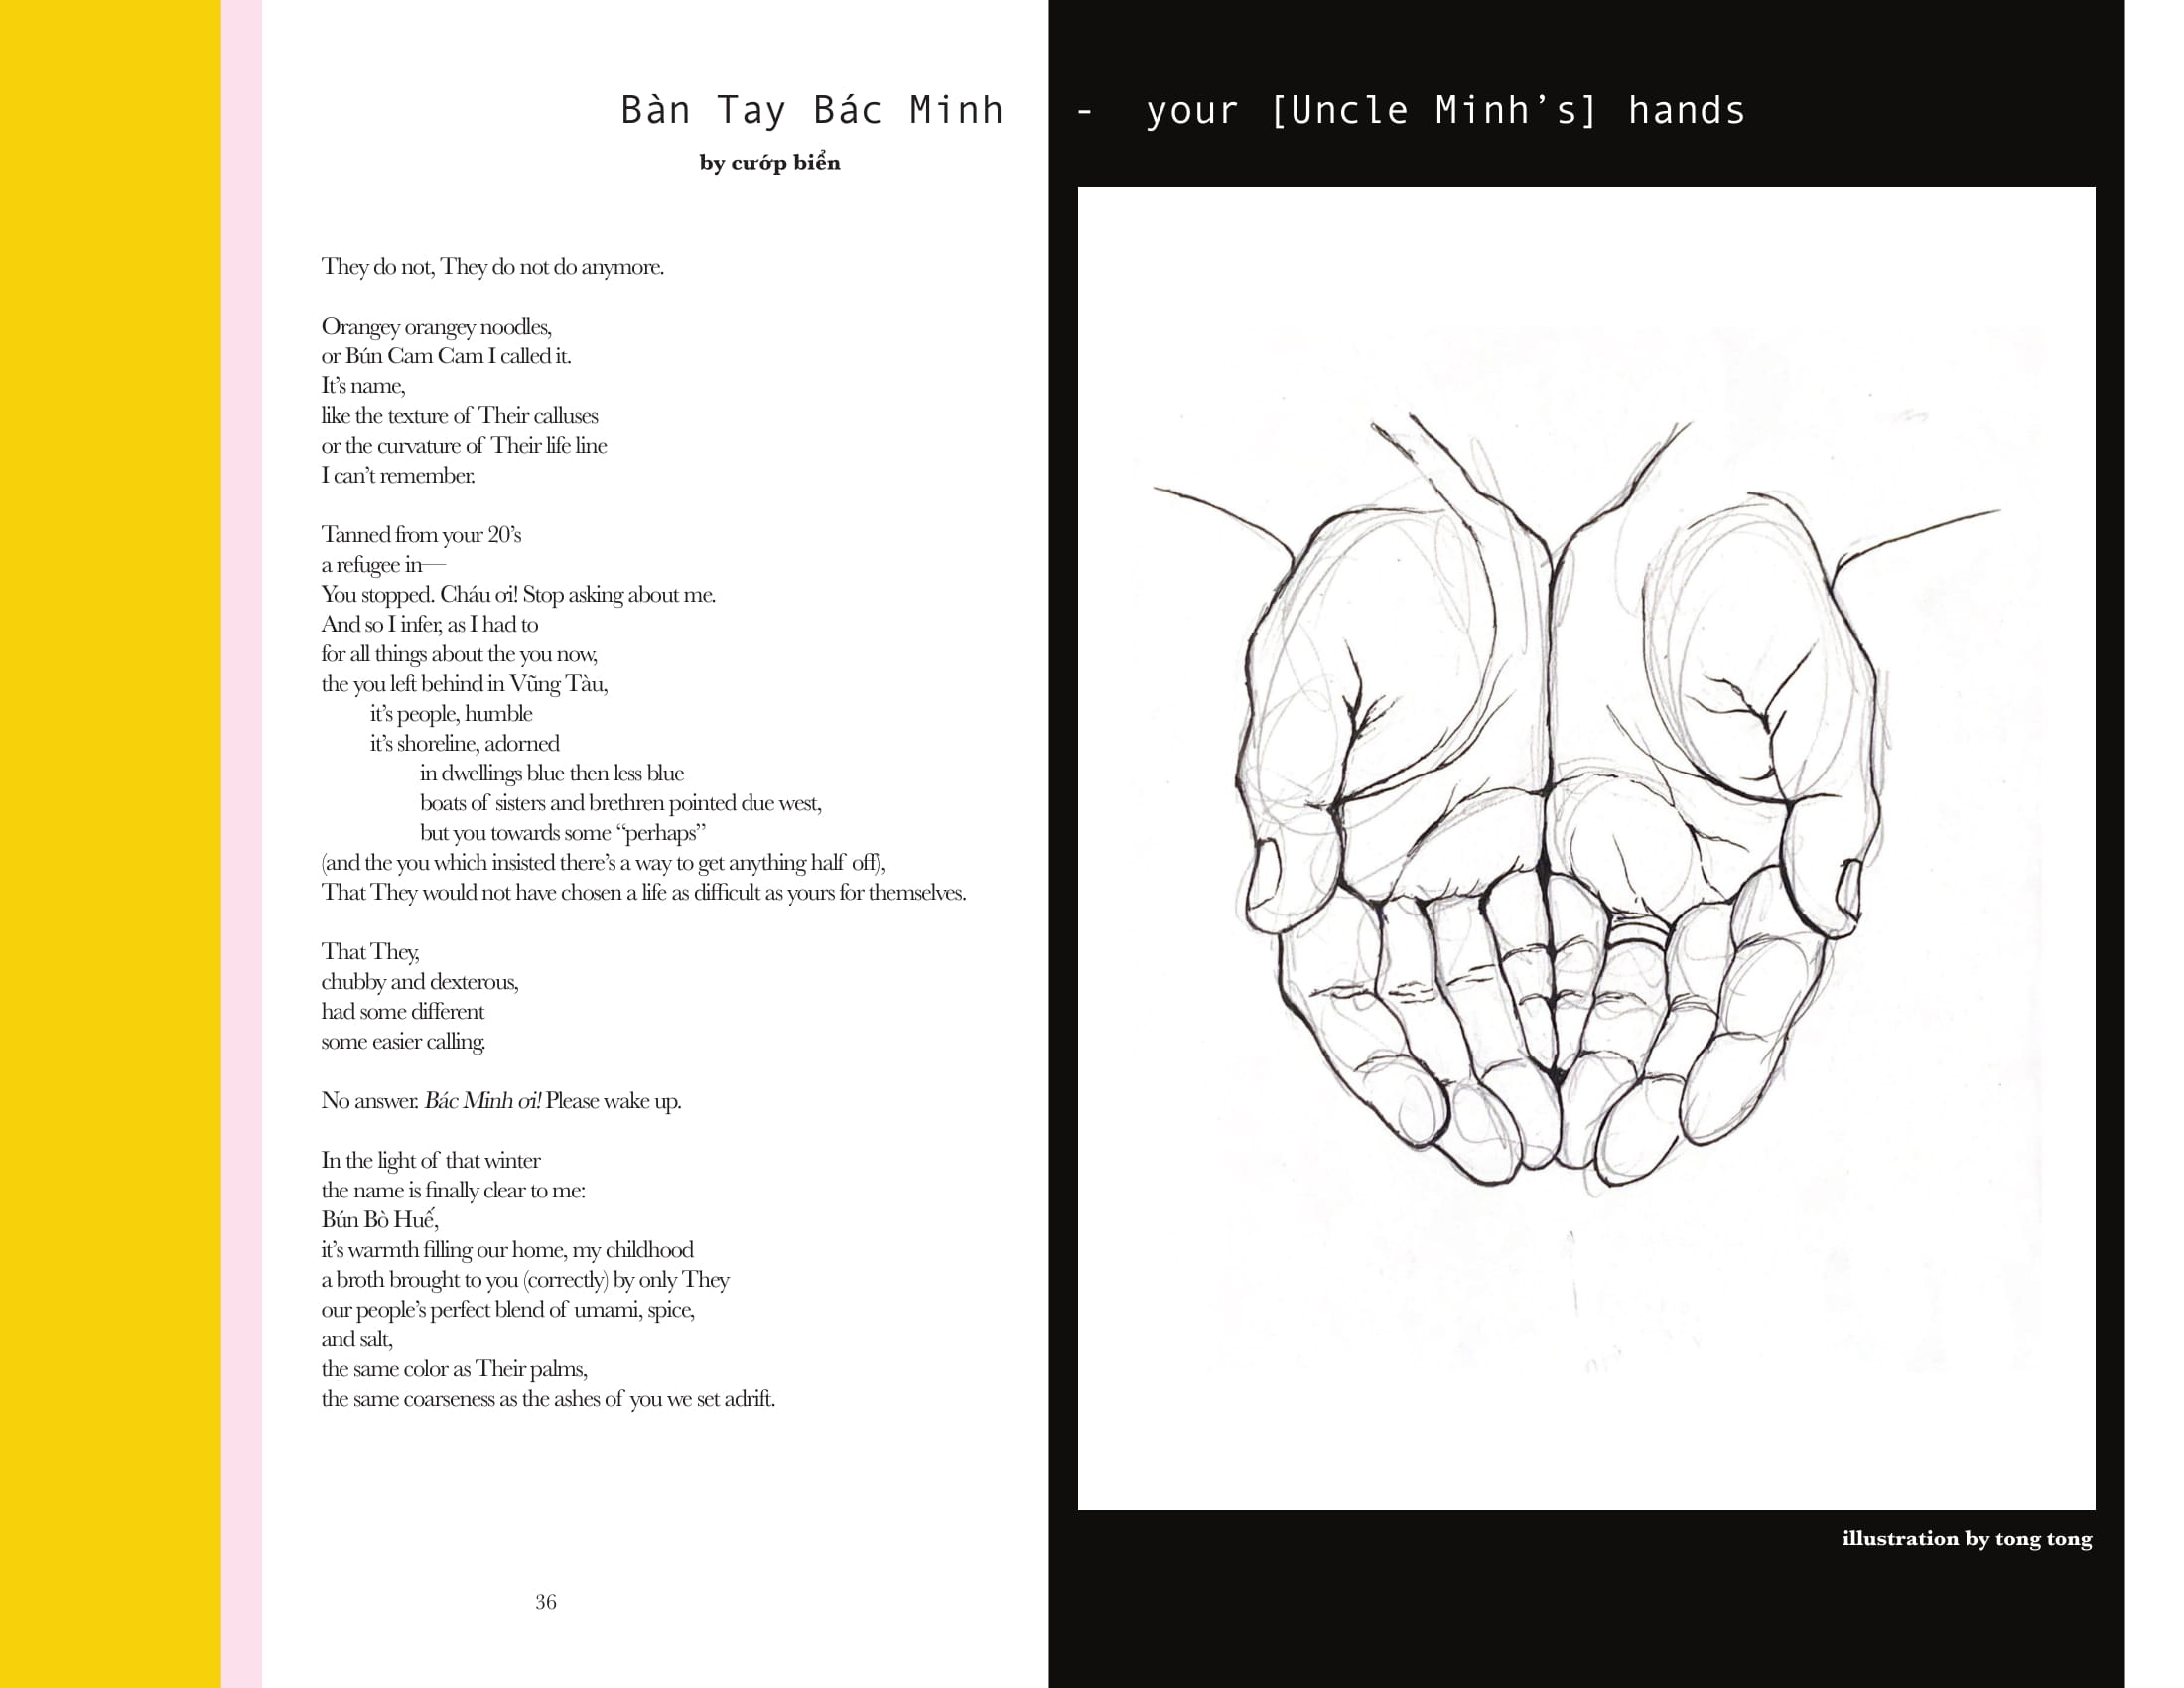 Bàn Tay Bác Minh - your [Uncle Minh’s] hands
by cướp biển
They do not, They do not do anymore.
Orangey orangey noodles,
or Bún Cam Cam I called it.
It’s name,
like the texture of Their calluses
or the curvature of Their life line
I can’t remember.
Tanned from your 20’s
a refugee in—
You stopped. Cháu ơi! Stop asking about me.
And so I infer, as I had to
for all things about the you now,
the you left behind in Vũng Tàu,
it’s people, humble
it’s shoreline, adorned
in dwellings blue then less blue
boats of sisters and brethren pointed due west,
but you towards some “perhaps”
(and the you which insisted there’s a way to get anything half off),
That They would not have chosen a life as difficult as yours for themselves.
That They,
chubby and dexterous,
had some different
some easier calling.
No answer. Bác Minh ơi! Please wake up.
In the light of that winter
the name is finally clear to me:
Bún Bò Huế,
it’s warmth filling our home, my childhood
a broth brought to you (correctly) by only They
our people’s perfect blend of umami, spice,
and salt,
the same color as Their palms,
the same coarseness as the ashes of you we set adrift.
illustration by tong tong
36